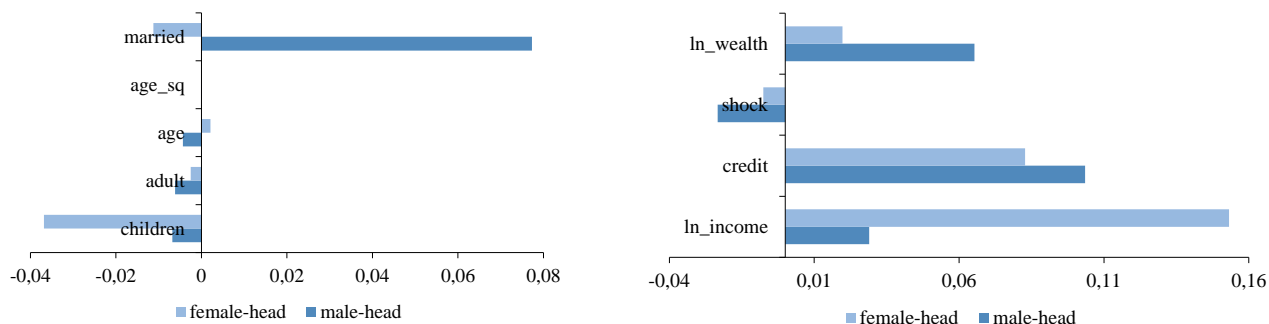 married
age_sq
age
adult
children
-0,04 -0,02 0 0,02 0,04 0,06 0,08
female-head male-head
ln_wealth
shock
credit
ln_income
-0,04 0,01 0,06 0,11 0,16
female-head male-head